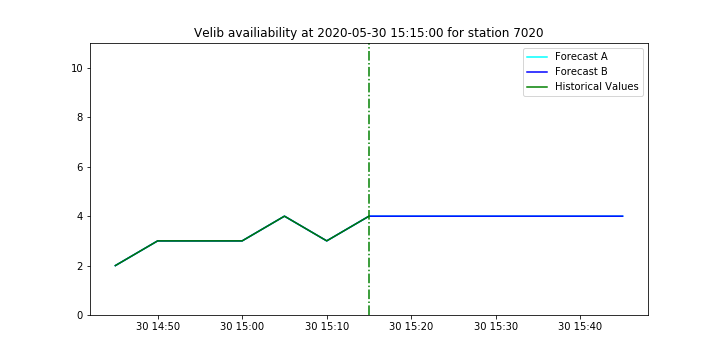 Velib availiability at 2020-05-30 15:15:00 for station 7020
10
8
6
4
2
0
Forecast A
Forecast B
Historical Values
30 14:50 30 15:00 30 15:10 30 15:20 30 15:30 30 15:40